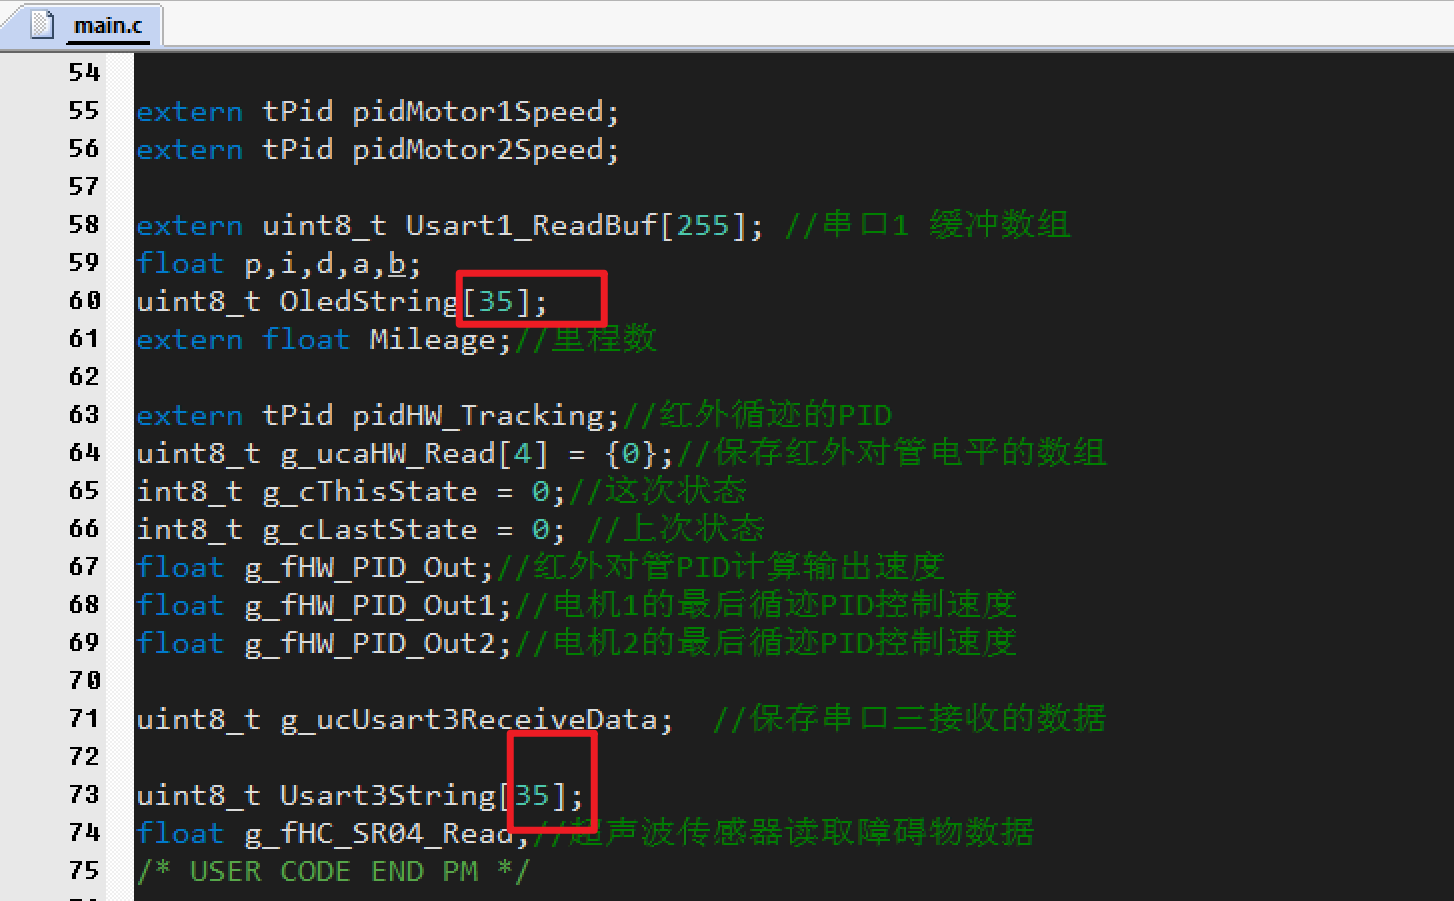 main.c
54
55 extern tPid pidMotor1Speed;
56 extern tPid pidMotor2Speed;
57
58 extern uint8_t Usart1_ReadBuf[255]; //串口1 缓冲数组
59 float p,i,d,a,b;
60 uint8_t OledString[35];
61 extern float Mileage;//里程数
62
63 extern tPid pidHW_Tracking;//红外循迹的PID
64 uint8_t g_ucaHW_Read[4] = {0};//保存红外对管电平的数组
65 int8_t g_cThisState = 0;//这次状态
66 int8_t g_cLastState = 0; //上次状态
67 float g_fHW_PID_Out;//红外对管PID计算输出速度
68 float g_fHW_PID_Out1;//电机1的最后循迹PID控制速度
69 float g_fHW_PID_Out2;//电机2的最后循迹PID控制速度
70
71 uint8_t g_ucUsart3ReceiveData;  //保存串口三接收的数据
72
73 uint8_t Usart3String[35];
74 float g_fHC_SR04_Read;//超声波传感器读取障碍物数据
75 /* USER CODE END PM */